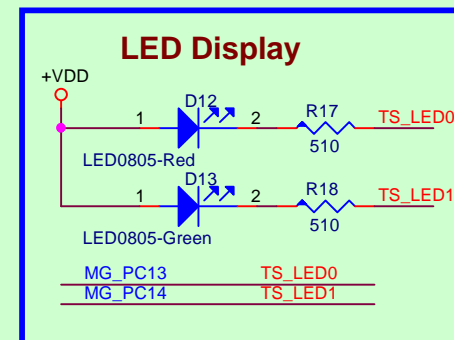 LED Display
+VDD
D12
1 2 R17 TS_LED0
LED0805-Red 510
D13
1 2 R18 TS_LED1
LED0805-Green 510
MG_PC13 TS_LED0
MG_PC14 TS_LED1